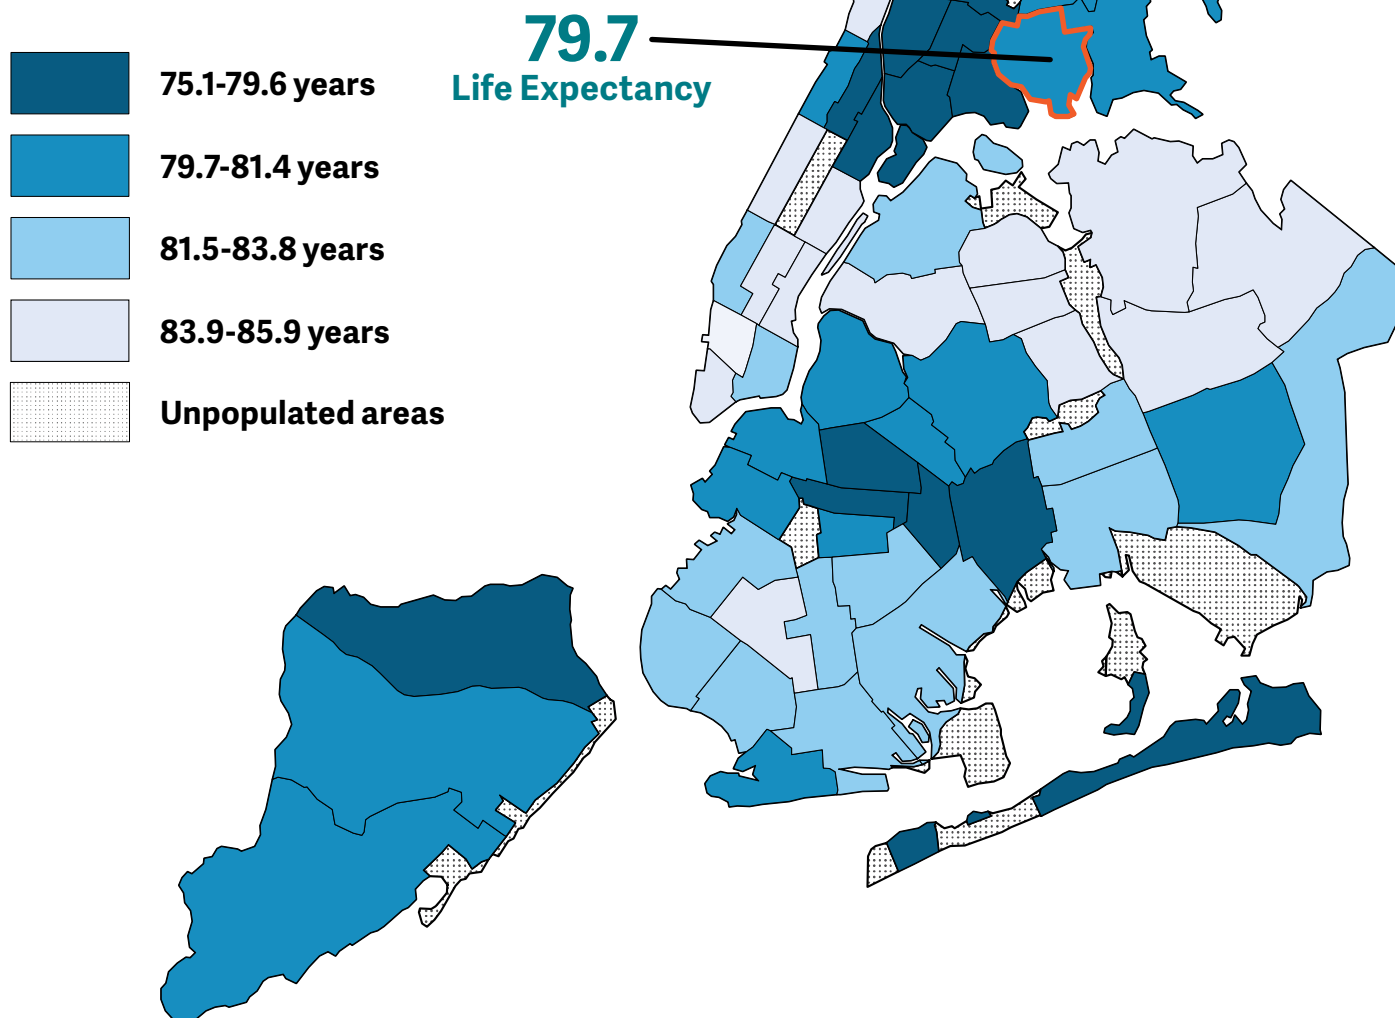 79.7
Life Expectancy
75.1-79.6 years
79.7-81.4 years
81.5-83.8 years
83.9-85.9 years
Unpopulated areas